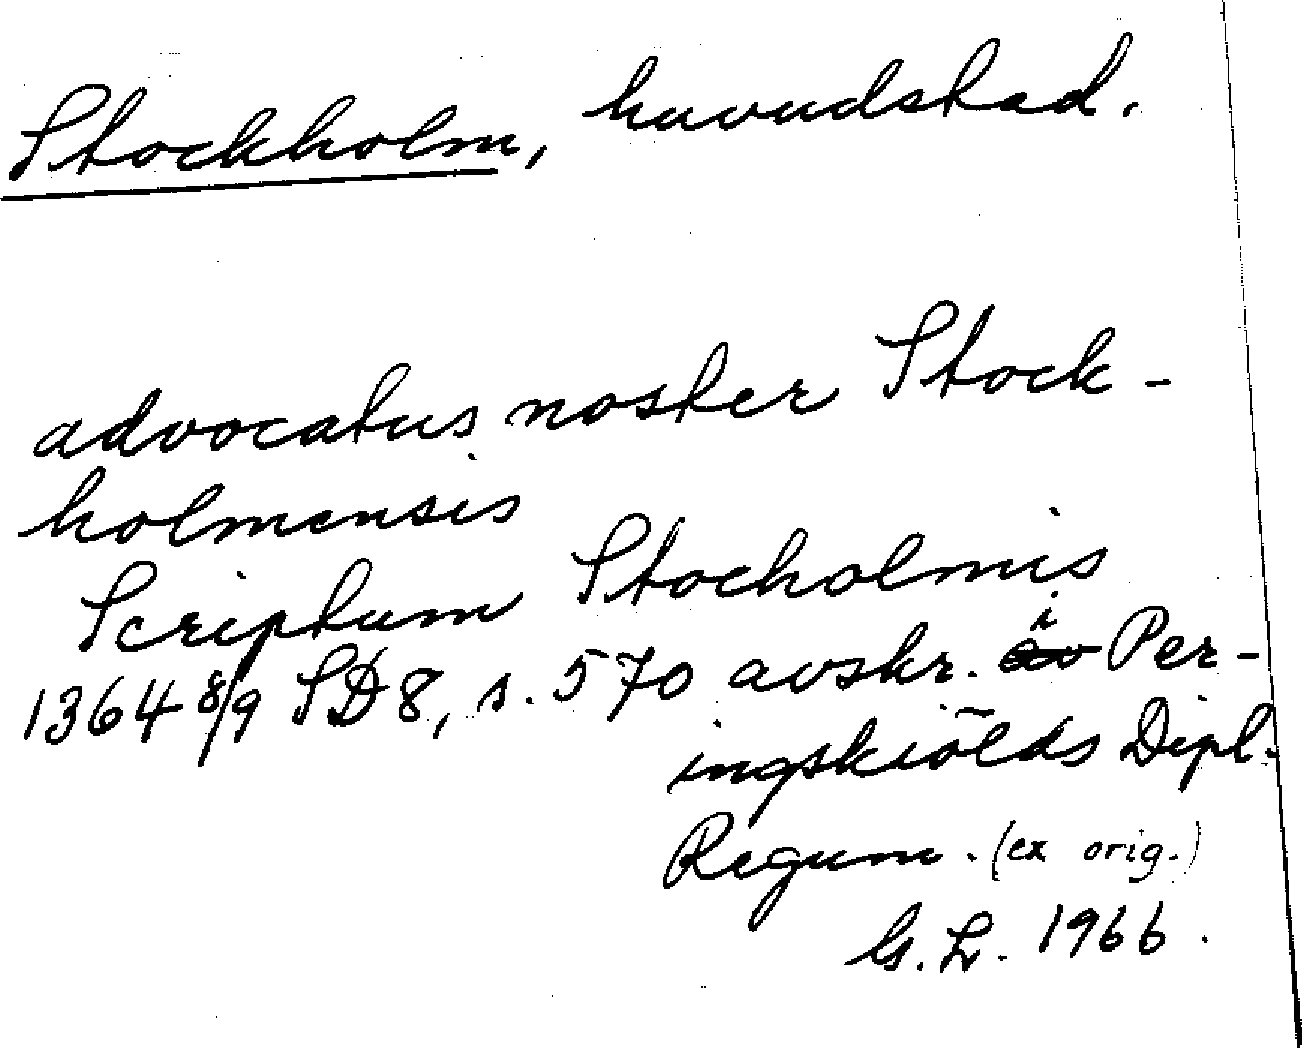 Stockholm, huvudstad.
advocatus noster Stock-
holmensis
Scriptum Stocholmis
1364 8/9 SD 8, s. 570 avskr. i Per-
ingskiölds Dipl.
Regum. (ex orig.)
G. L. 1966.